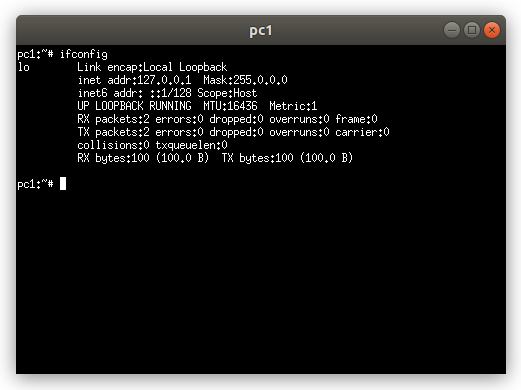 pc1
pc1:~# ifconfig
lo        Link encap:Local Loopback
          inet addr:127.0.0.1  Mask:255.0.0.0
          inet6 addr: ::1/128 Scope:Host
          UP LOOPBACK RUNNING  MTU:16436  Metric:1
          RX packets:2 errors:0 dropped:0 overruns:0 frame:0
          TX packets:2 errors:0 dropped:0 overruns:0 carrier:0
          collisions:0 txqueuelen:0
          RX bytes:100 (100.0 B)  TX bytes:100 (100.0 B)
pc1:~#